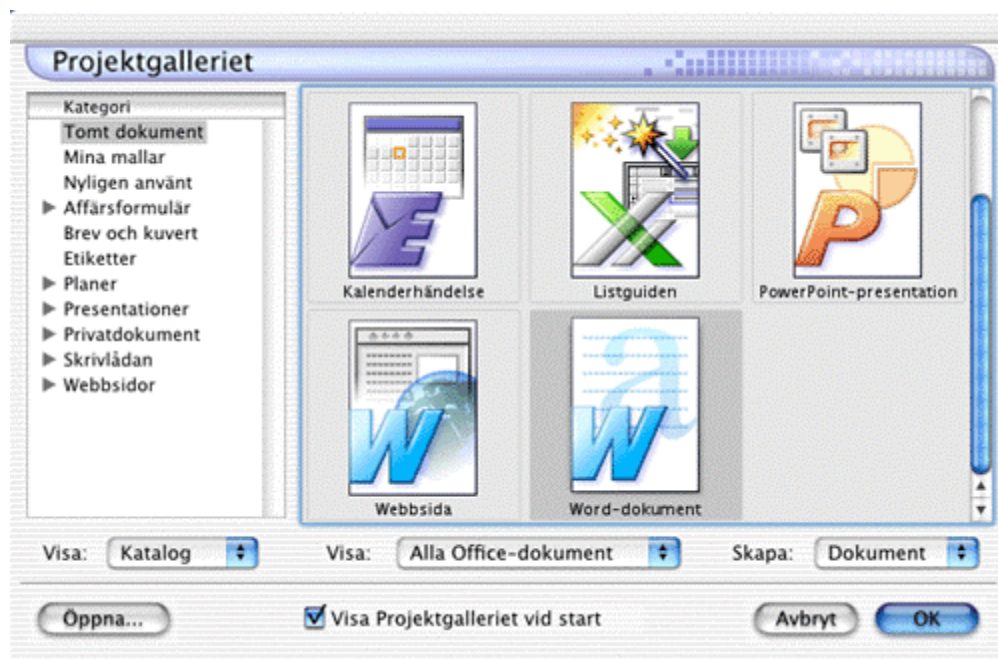 Projektgalleriet
Kategori
Tomt dokument
Mina mallar
Nyligen använt
Affärsformulär
Brev och kuvert
Etiketter
Planer
Presentationer
Privatdokument
Skrivlådan
Webbsidor
Kalenderhändelse
Listguiden
PowerPoint-presentation
Webbsida
Word-dokument
Visa: Katalog
Visa: Alla Office-dokument
Skapa: Dokument
Öppna...
Visa Projektgalleriet vid start
Avbryt
OK